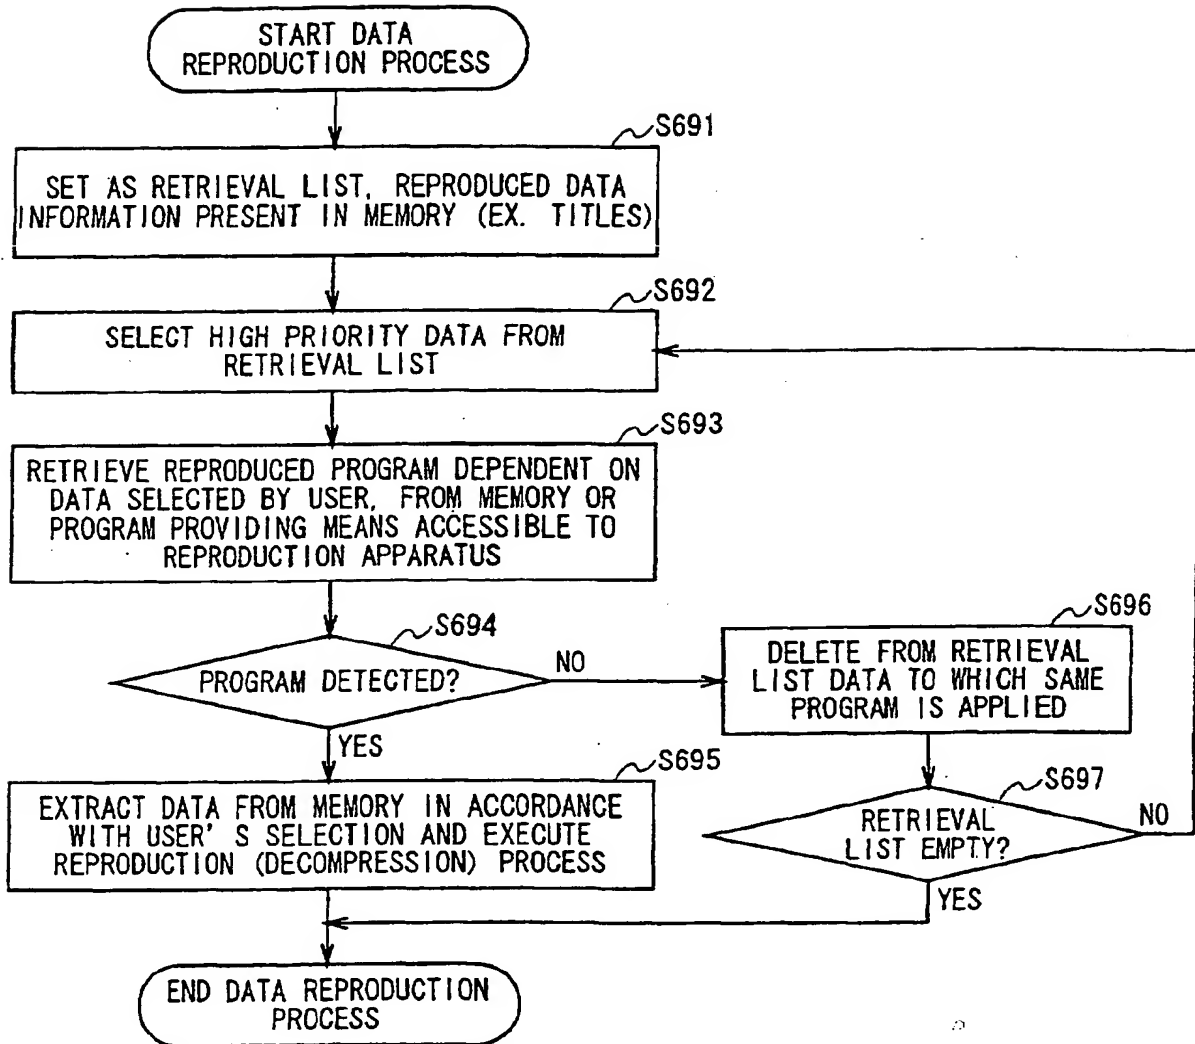 START DATA
REPRODUCTION PROCESS
S691
SET AS RETRIEVAL LIST, REPRODUCED DATA
INFORMATION PRESENT IN MEMORY (EX. TITLES)
S692
SELECT HIGH PRIORITY DATA FROM
RETRIEVAL LIST
S693
RETRIEVE REPRODUCED PROGRAM DEPENDENT ON
DATA SELECTED BY USER, FROM MEMORY OR
PROGRAM PROVIDING MEANS ACCESSIBLE TO
REPRODUCTION APPARATUS
S694
PROGRAM DETECTED?
NO
YES
S696
DELETE FROM RETRIEVAL
LIST DATA TO WHICH SAME
PROGRAM IS APPLIED
S695
EXTRACT DATA FROM MEMORY IN ACCORDANCE
WITH USER'S SELECTION AND EXECUTE
REPRODUCTION (DECOMPRESSION) PROCESS
S697
RETRIEVAL
LIST EMPTY?
NO
YES
END DATA REPRODUCTION
PROCESS